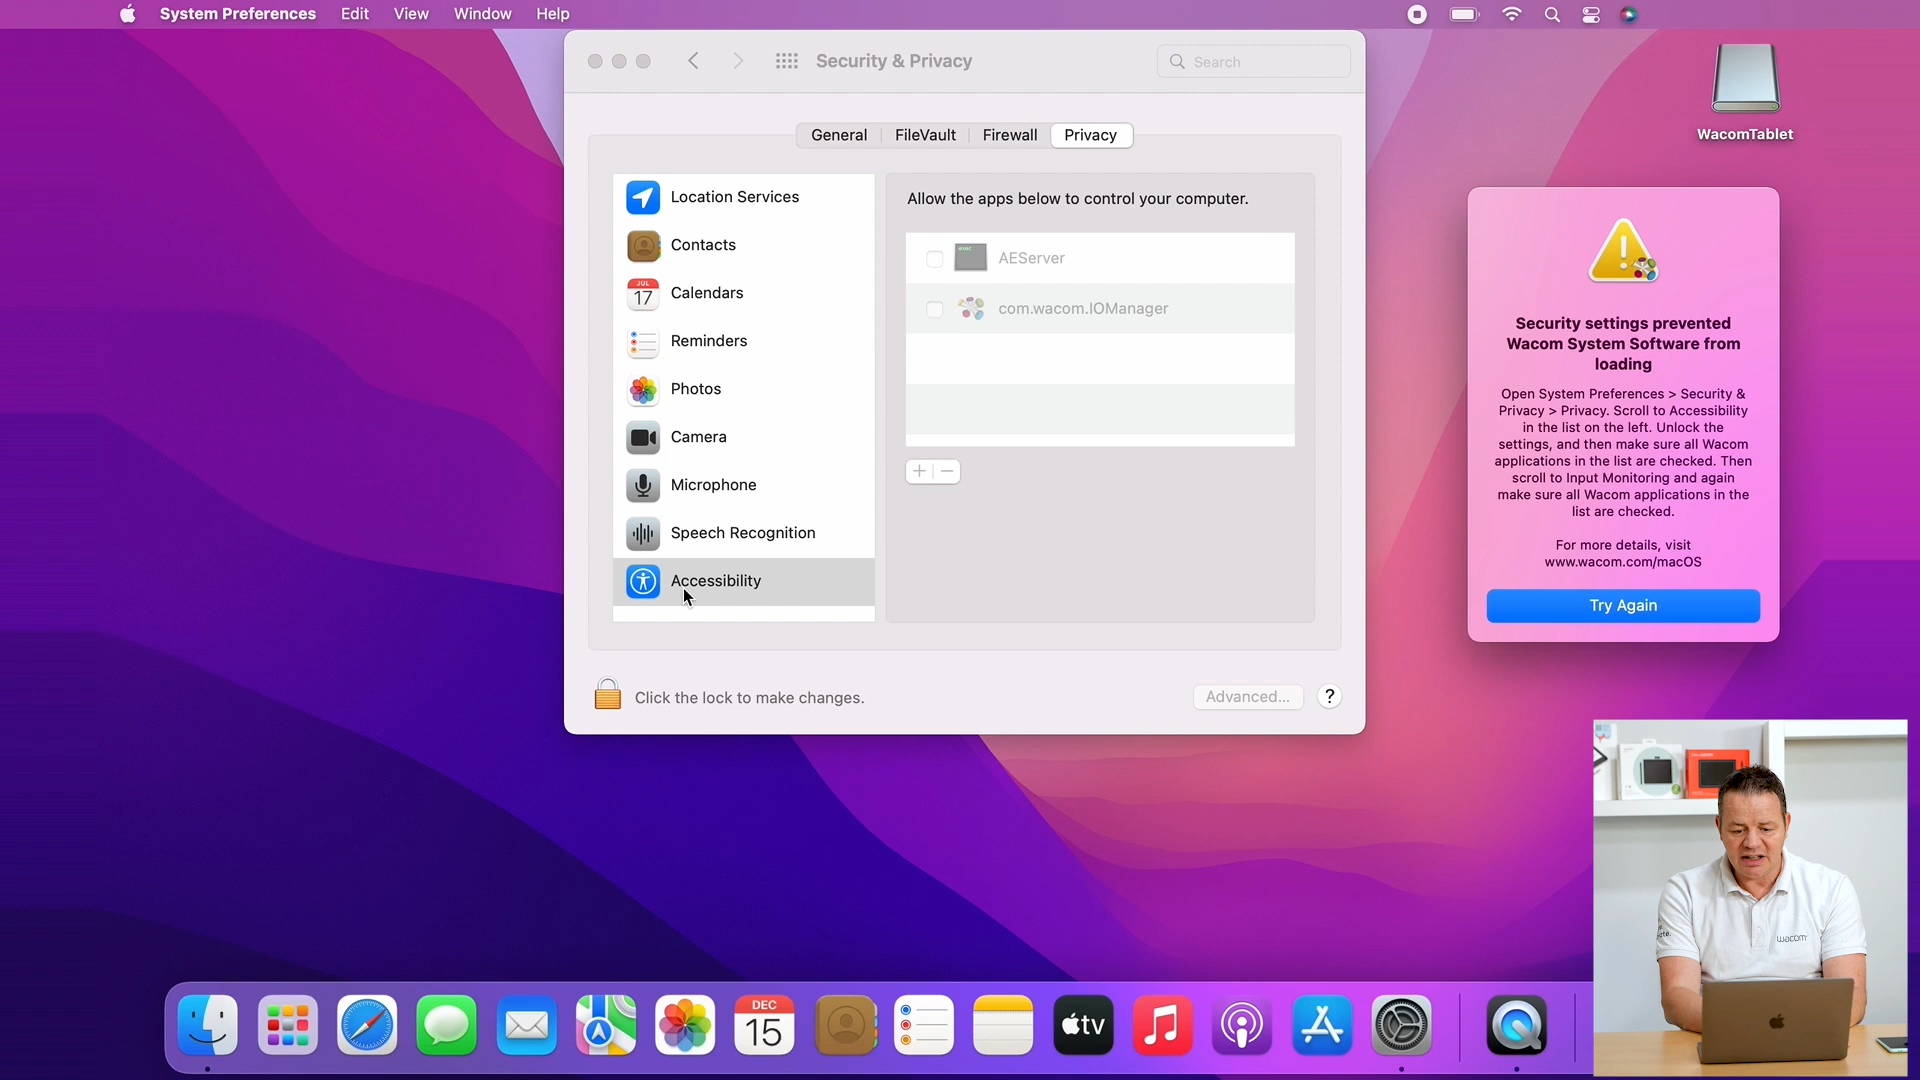 System Preferences Edit View Window Help
Security & Privacy
Search
WacomTablet
General FileVault Firewall Privacy
Location Services
Contacts
JUL
17
Calendars
Reminders
Photos
Camera
Microphone
Speech Recognition
Accessibility
Allow the apps below to control your computer.
exec
AEServer
com.wacom.IOManager
+ −
Click the lock to make changes.
Advanced... ?
Security settings prevented
Wacom System Software from
loading
Open System Preferences > Security &
Privacy > Privacy. Scroll to Accessibility
in the list on the left. Unlock the
settings, and then make sure all Wacom
applications in the list are checked. Then
scroll to Input Monitoring and again
make sure all Wacom applications in the
list are checked.
For more details, visit
www.wacom.com/macOS
Try Again
wacom
DEC
15
tv